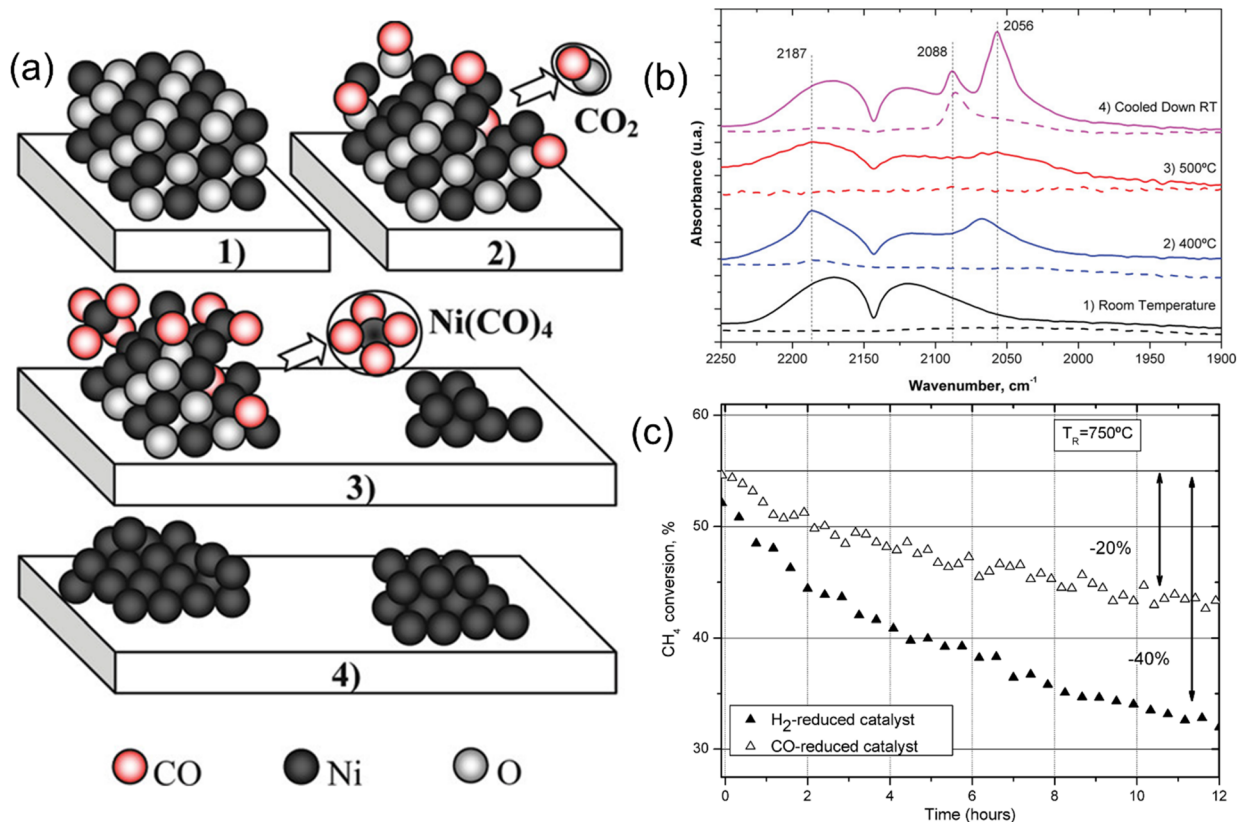 (a)
1)
2)
CO₂
Ni(CO)₄
3)
4)
CO
Ni
O
(b)
2187
2088
2056
4) Cooled Down RT
3) 500ºC
2) 400ºC
1) Room Temperature
Absorbance (u.a.)
2250 2200 2150 2100 2050 2000 1950 1900
Wavenumber, cm⁻¹
(c)
T_R=750ºC
60
50
40
30
CH₄ conversion, %
-20%
-40%
H₂-reduced catalyst
CO-reduced catalyst
0 2 4 6 8 10 12
Time (hours)